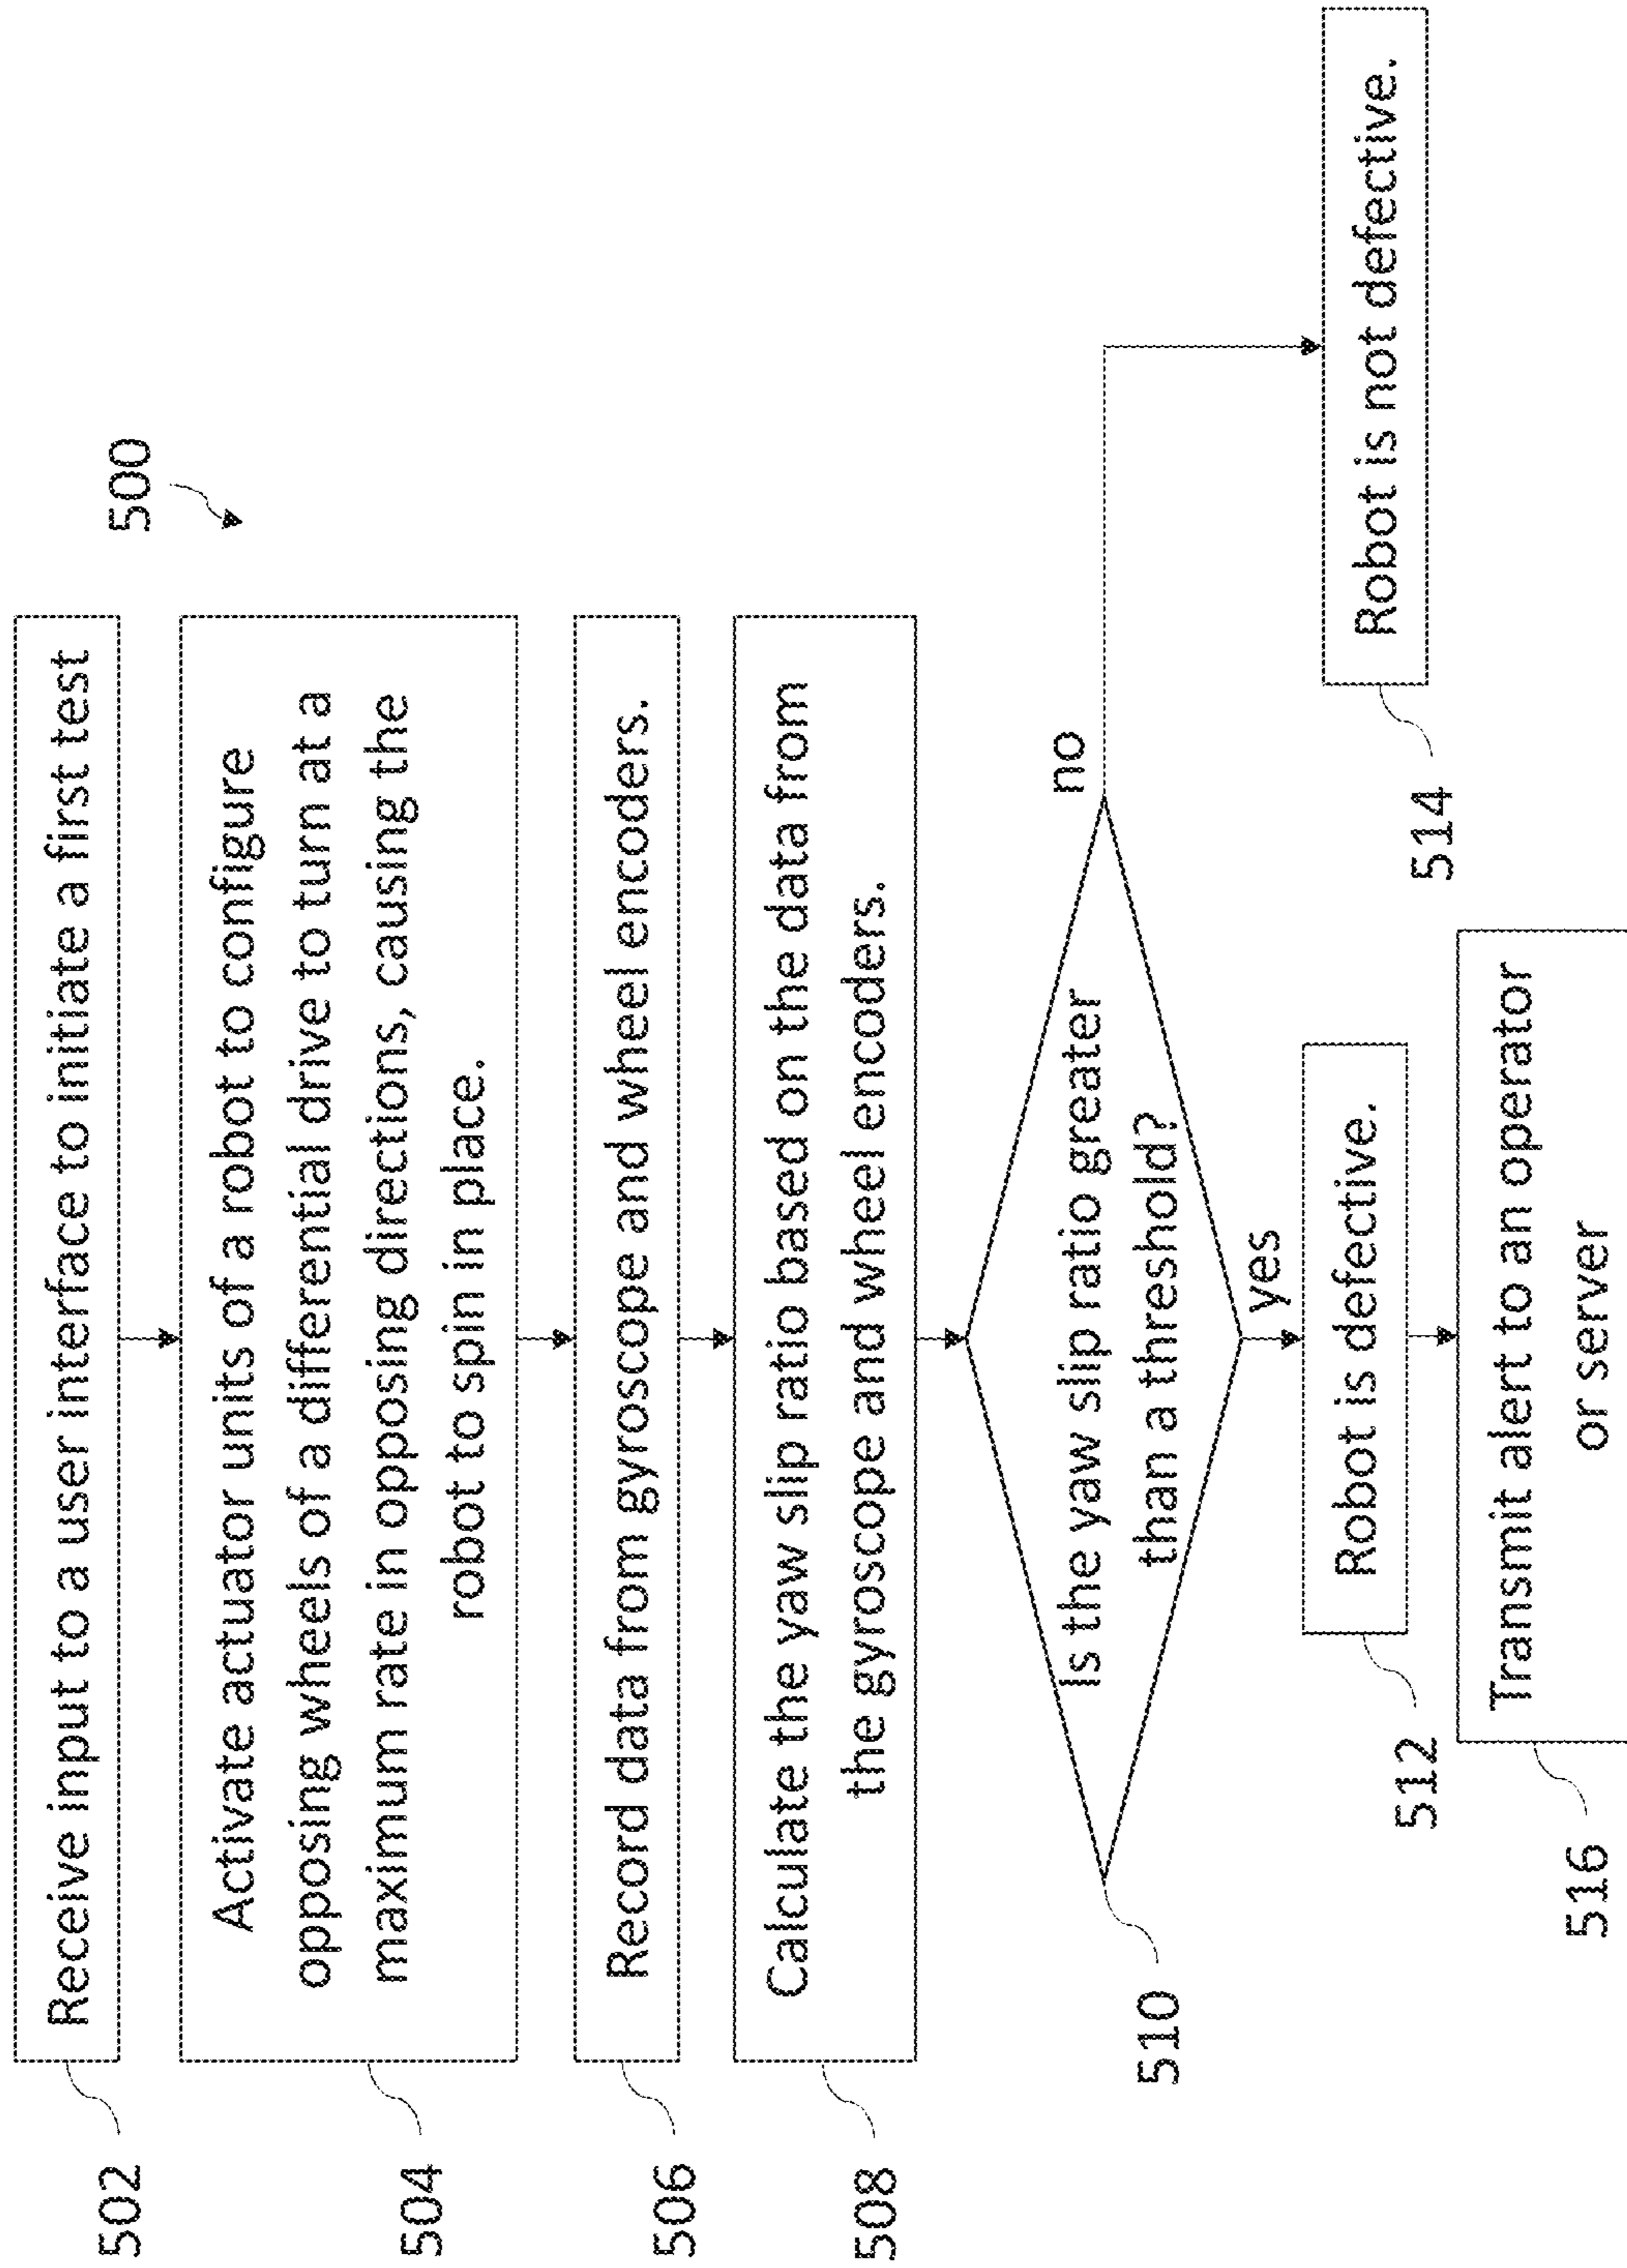 500
502
Receive input to a user interface to initiate a first test
504
Activate actuator units of a robot to configure
opposing wheels of a differential drive to turn at a
maximum rate in opposing directions, causing the
robot to spin in place.
506
Record data from gyroscope and wheel encoders.
508
Calculate the yaw slip ratio based on the data from
the gyroscope and wheel encoders.
510
Is the yaw slip ratio greater
than a threshold?
no
yes
512
Robot is defective.
514
Robot is not defective.
516
Transmit alert to an operator
or server